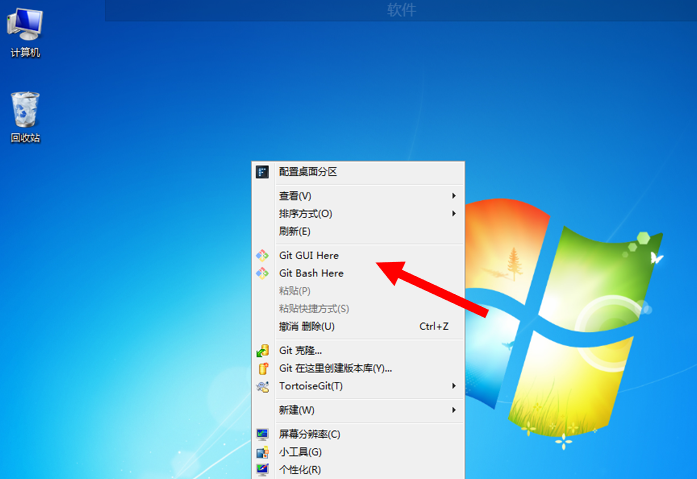 软件
计算机
回收站
配置桌面分区
查看(V)
排序方式(O)
刷新(E)
Git GUI Here
Git Bash Here
粘贴(P)
粘贴快捷方式(S)
撤消 删除(U) Ctrl+Z
Git 克隆...
Git 在这里创建版本库(Y)...
TortoiseGit(T)
新建(W)
屏幕分辨率(C)
小工具(G)
个性化(R)